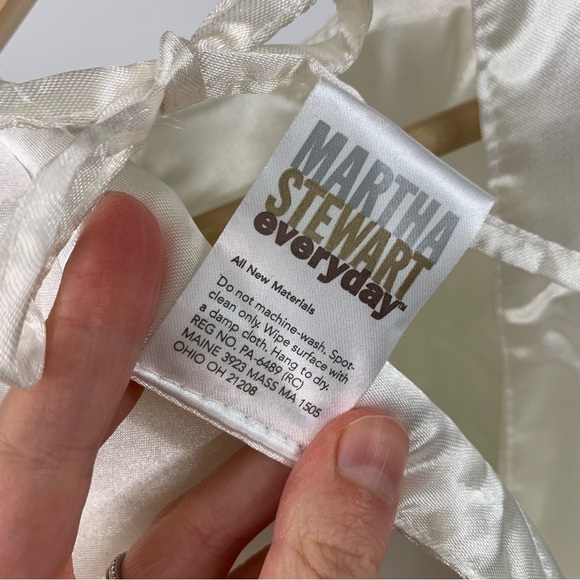 MARTHA
STEWART
everyday™
All New Materials
Do not machine-wash. Spot-
clean only. Wipe surface with
a damp cloth. Hang to dry.
REG NO. PA-6489 (RC)
MAINE 3923 MASS MA 1505
OHIO OH 21208